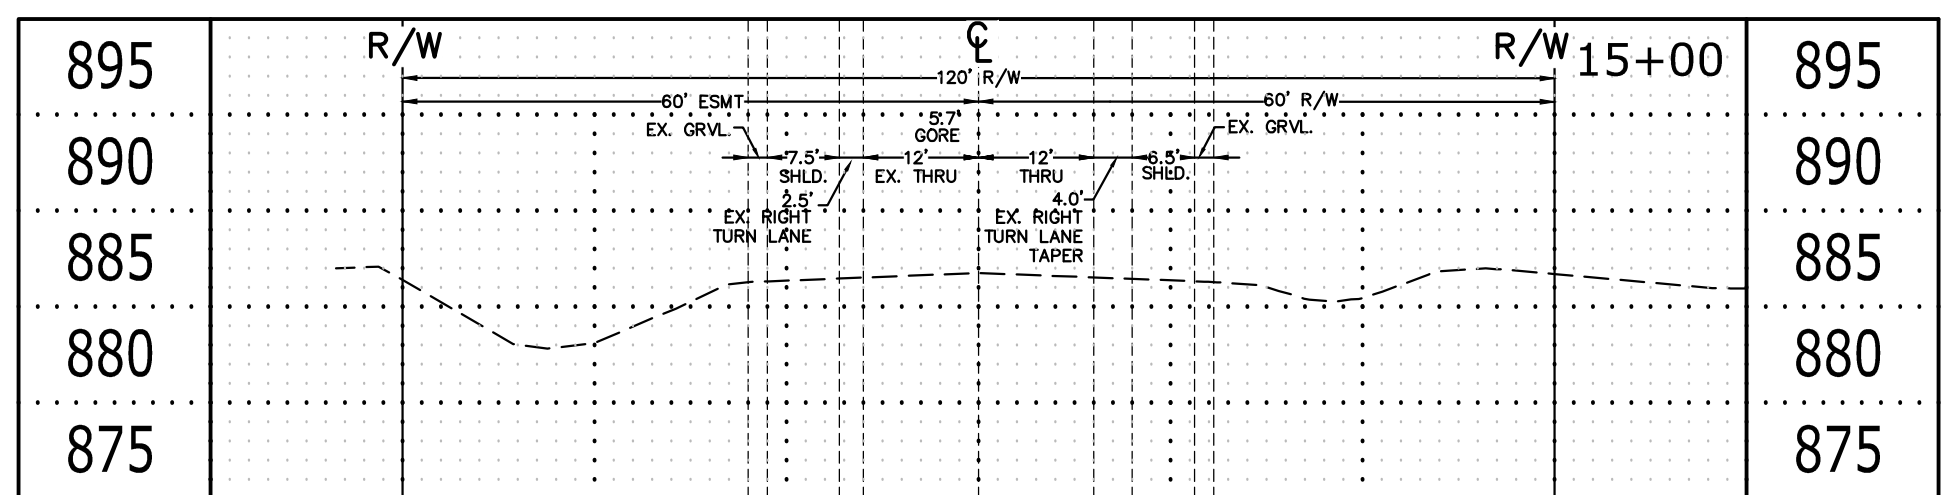 895
R/W
℄
R/W 15+00
895
120' R/W
60' ESMT
60' R/W
EX. GRVL.
5.7'
GORE
EX. GRVL.
890
7.5'
SHLD.
12'
EX. THRU
12'
THRU
6.5'
SHLD.
890
2.5'
EX. RIGHT
TURN LANE
4.0'
EX. RIGHT
TURN LANE
TAPER
885
885
880
880
875
875